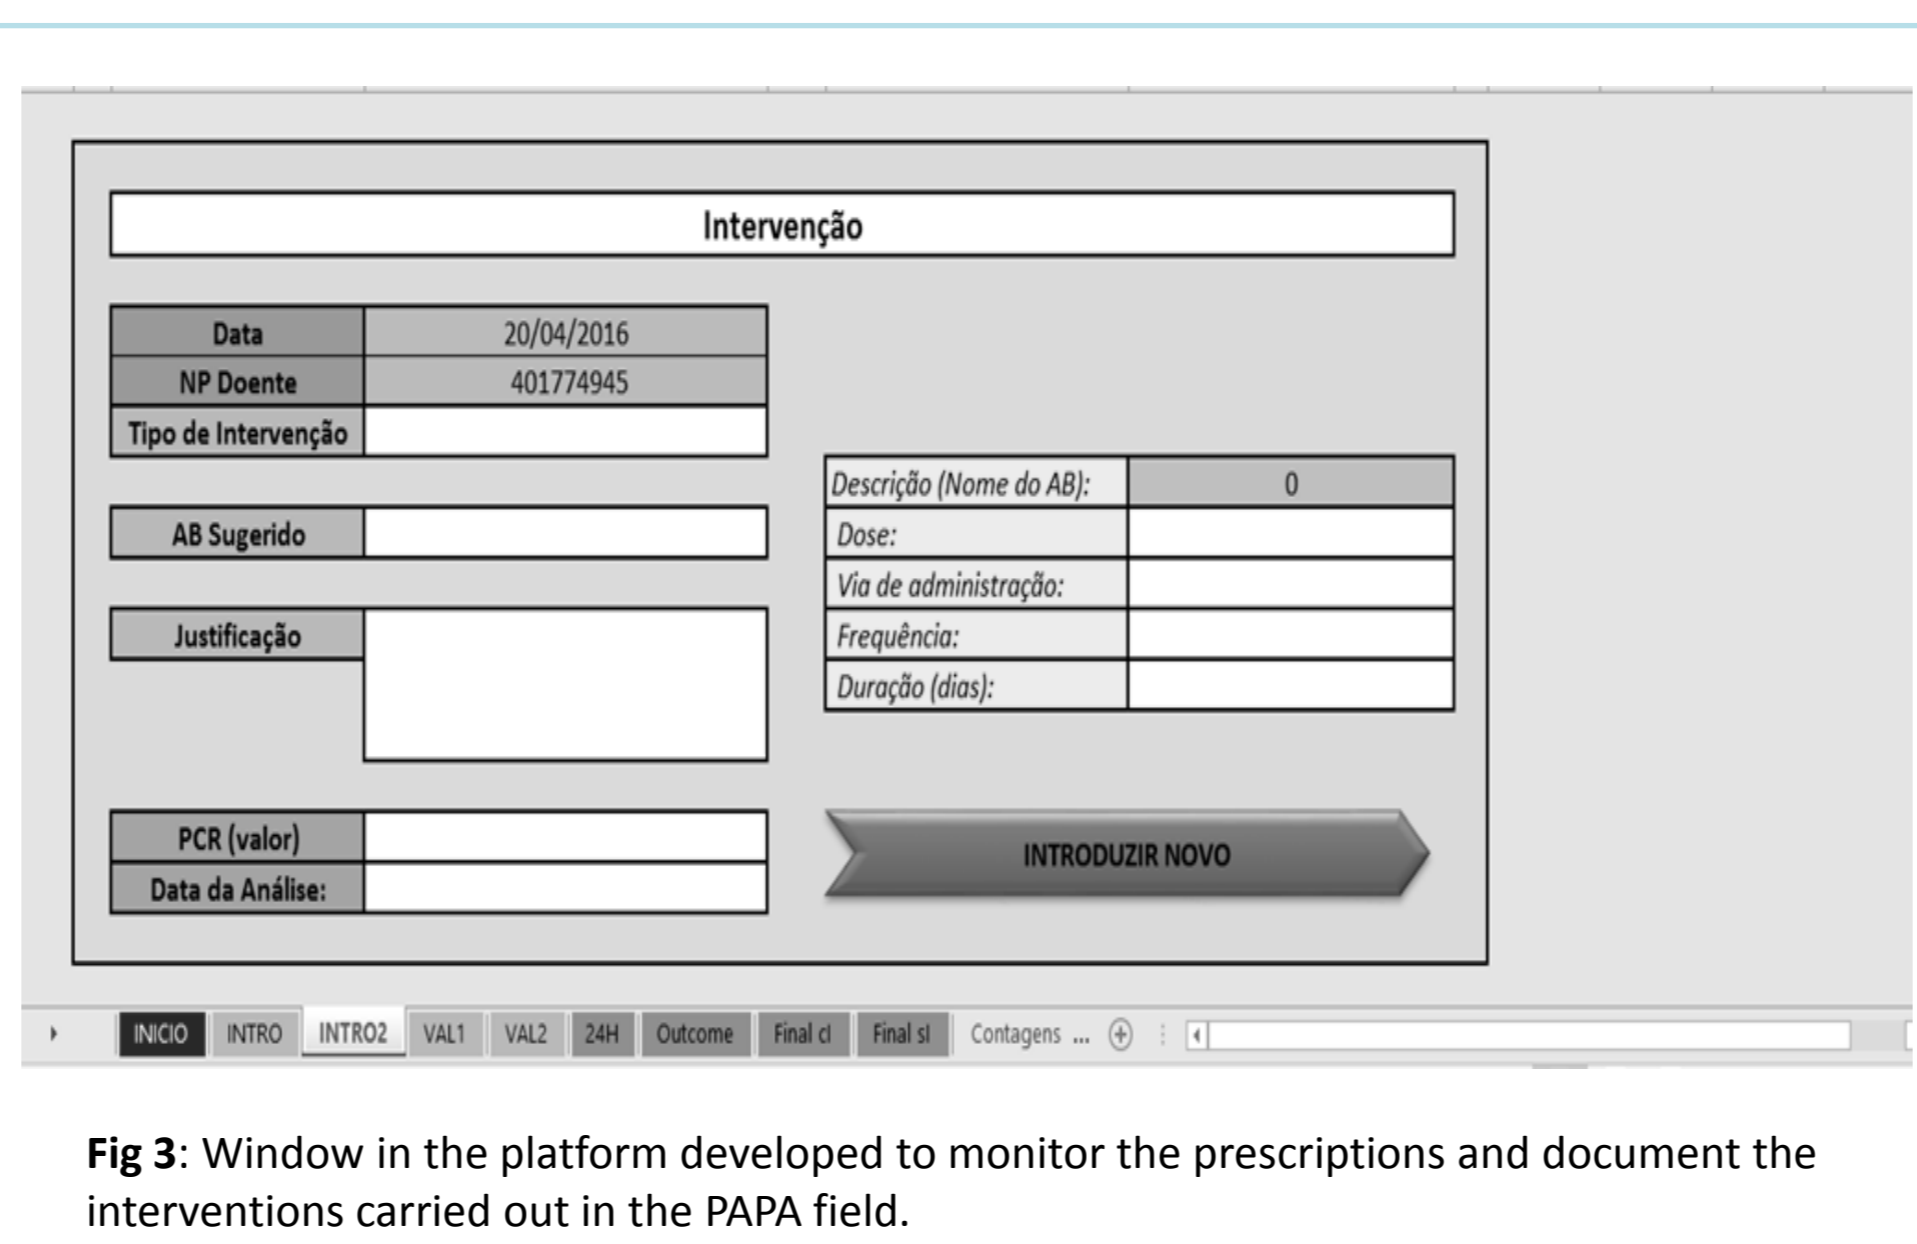 Intervenção
Data 20/04/2016
NP Doente 401774945
Tipo de Intervenção
AB Sugerido
Justificação
PCR (valor)
Data da Análise:
Descrição (Nome do AB): 0
Dose:
Via de administração:
Frequência:
Duração (dias):
INTRODUZIR NOVO
INICIO INTRO INTRO2 VAL1 VAL2 24H Outcome Final cI Final sI Contagens ...
Fig 3: Window in the platform developed to monitor the prescriptions and document the
interventions carried out in the PAPA field.